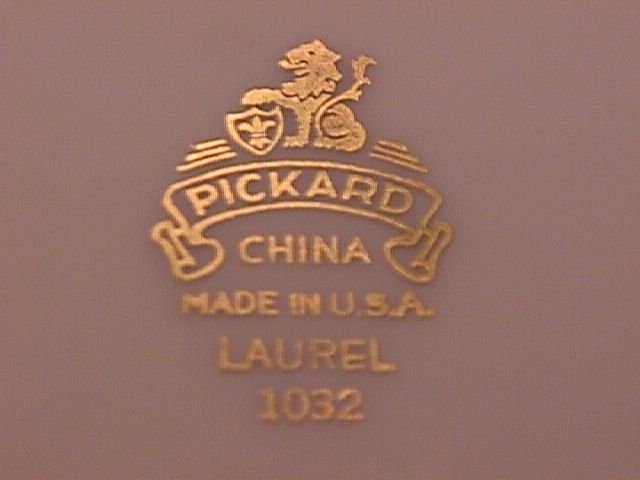 PICKARD
CHINA
MADE IN U.S.A.
LAUREL
1032